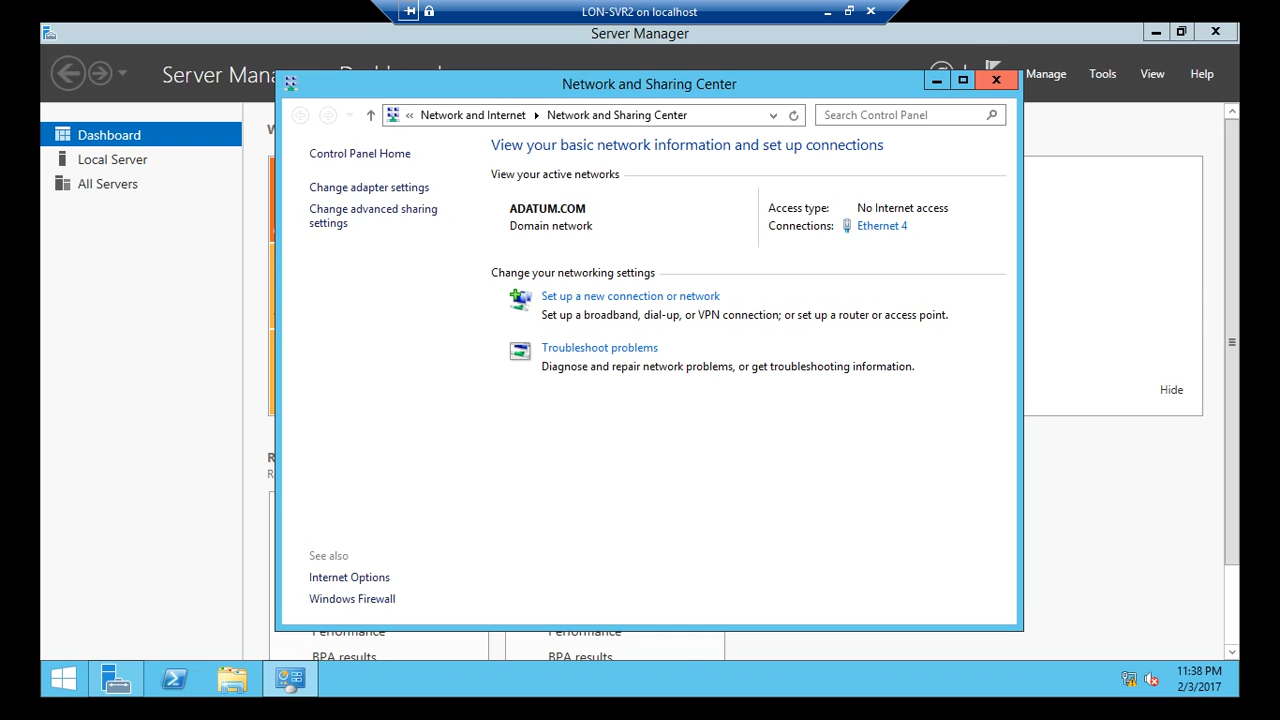 LON-SVR2 on localhost
Server Manager
Server Mana
Manage
Tools
View
Help
Dashboard
Local Server
All Servers
Network and Sharing Center
Network and Internet
Network and Sharing Center
Search Control Panel
Control Panel Home
Change adapter settings
Change advanced sharing
settings
View your basic network information and set up connections
View your active networks
ADATUM.COM
Domain network
Access type:
No Internet access
Connections:
Ethernet 4
Change your networking settings
Set up a new connection or network
Set up a broadband, dial-up, or VPN connection; or set up a router or access point.
Troubleshoot problems
Diagnose and repair network problems, or get troubleshooting information.
Hide
See also
Internet Options
Windows Firewall
Performance
Performance
BPA results
BPA results
11:38 PM
2/3/2017